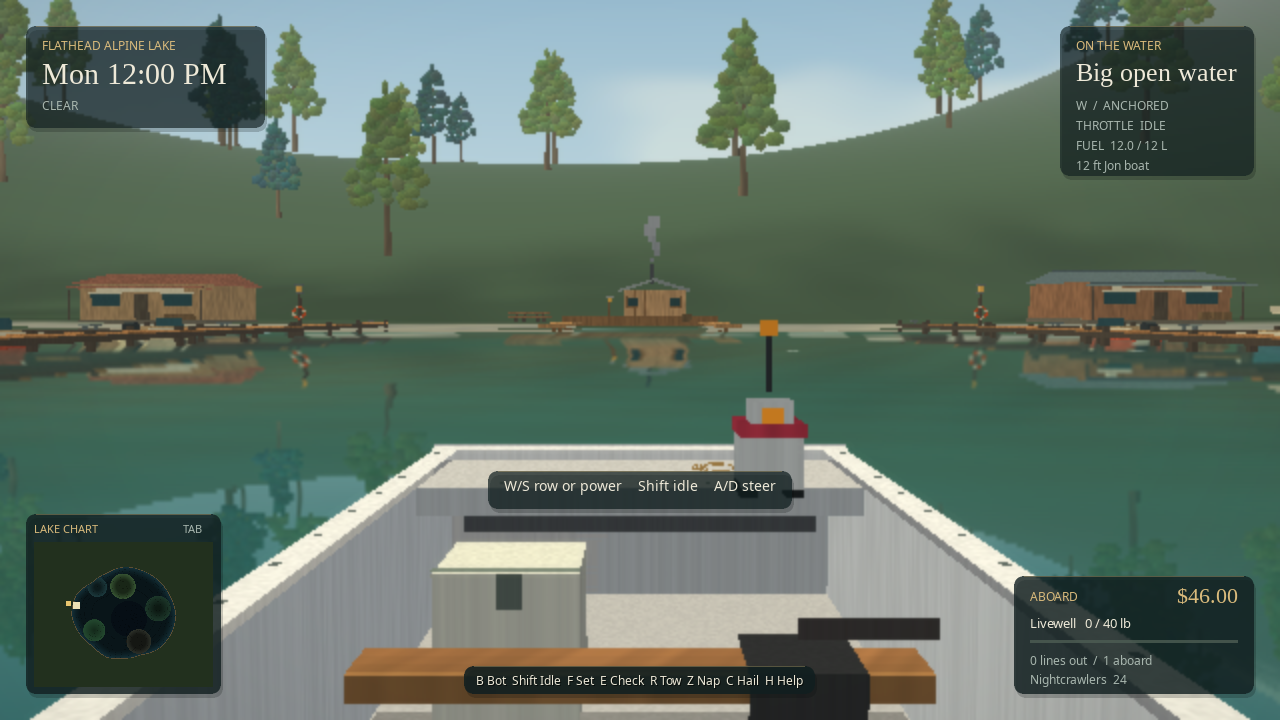 FLATHEAD ALPINE LAKE
Mon 12:00 PM
CLEAR
ON THE WATER
Big open water
W / ANCHORED
THROTTLE IDLE
FUEL 12.0 / 12 L
12 ft Jon boat
W/S row or power Shift idle A/D steer
LAKE CHART TAB
ABOARD $46.00
Livewell 0 / 40 lb
0 lines out / 1 aboard
Nightcrawlers 24
B Bot Shift Idle F Set E Check R Tow Z Nap C Hail H Help